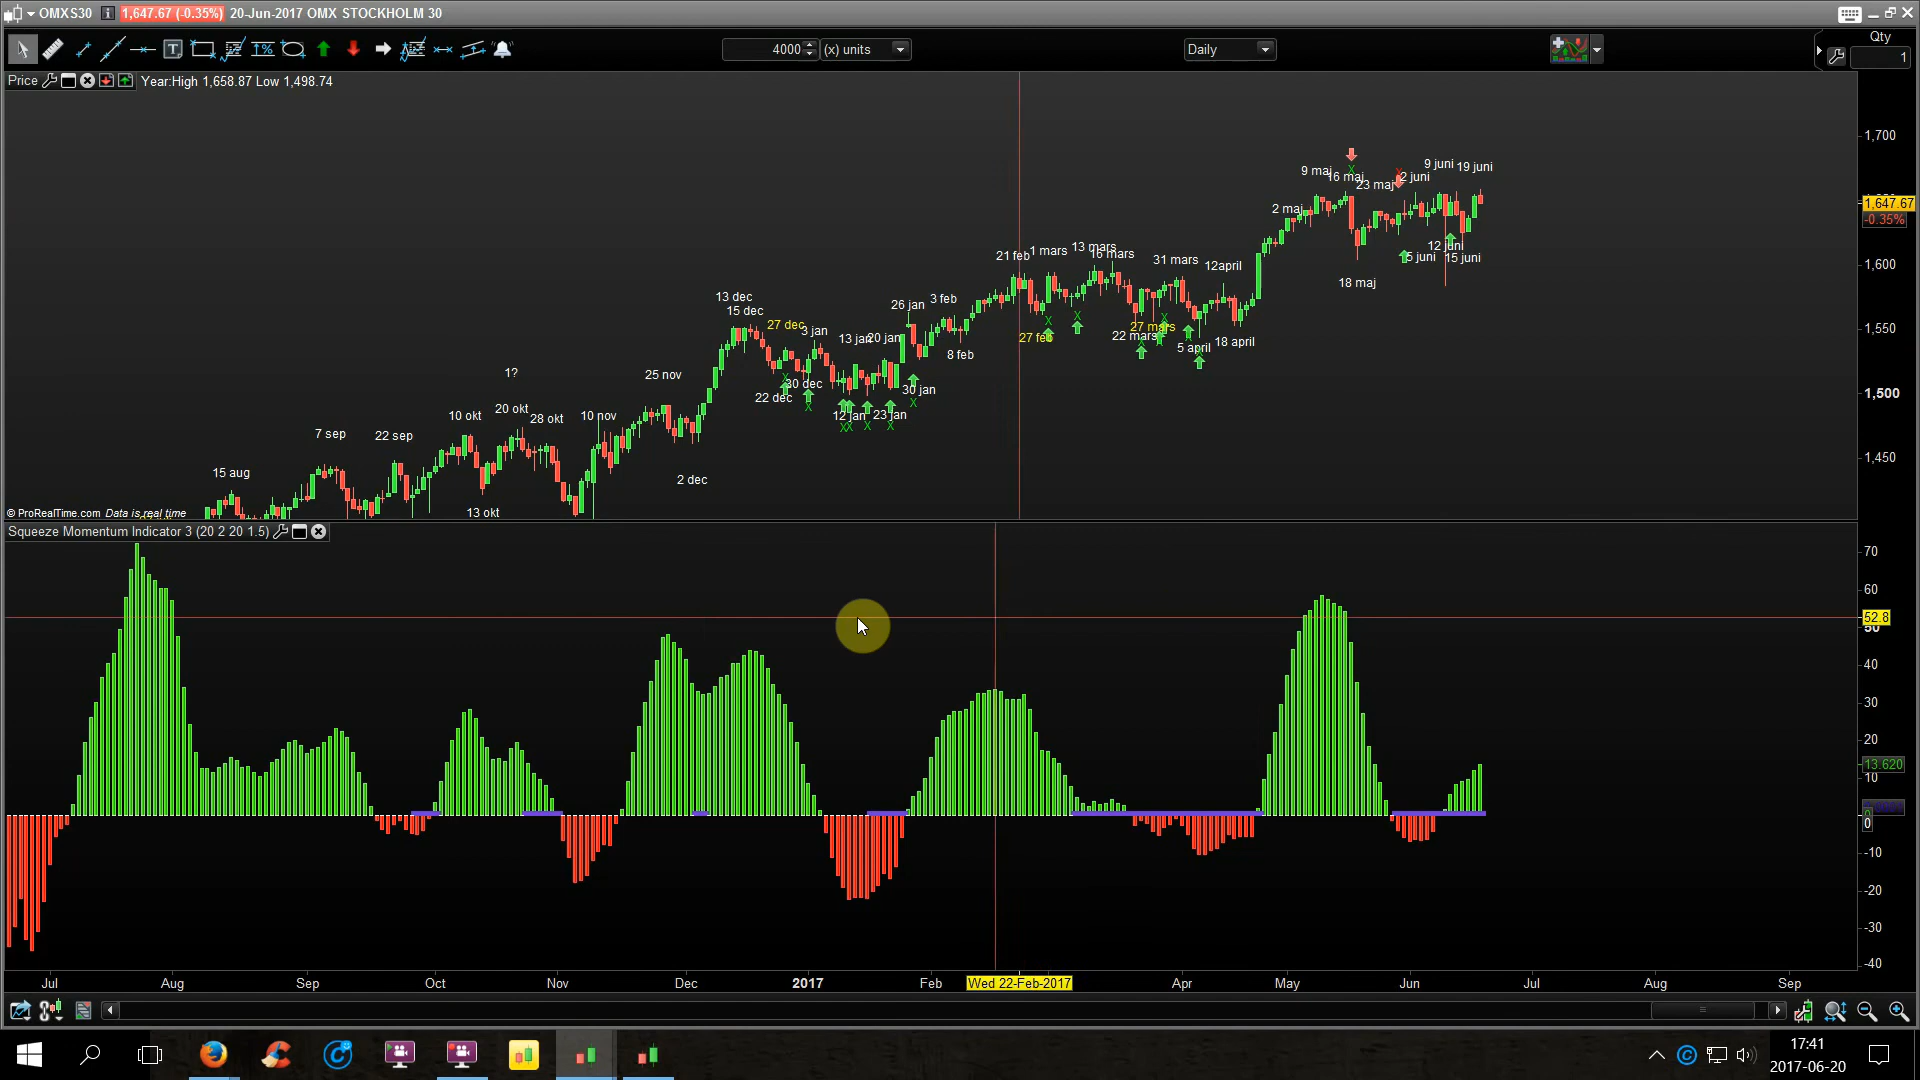 OMXS30 1,647.67 (-0.35%) 20-Jun-2017 OMX STOCKHOLM 30
4000 (x) units Daily Qty
1
Price Year:High 1,658.87 Low 1,498.74
1,700
1,647.67
-0.35%
1,600
1,550
1,500
1,450
9 maj
16 maj
23 maj
2 juni
9 juni
19 juni
2 maj
12 juni
5 juni
15 juni
18 maj
21 feb
1 mars
13 mars
16 mars
31 mars
12april
27 feb
22 mars
27 mars
5 april
18 april
13 dec
15 dec
27 dec
3 jan
13 jan
20 jan
26 jan
3 feb
8 feb
22 dec
30 dec
12 jan
23 jan
30 jan
1?
25 nov
10 okt
20 okt
28 okt
10 nov
7 sep
22 sep
15 aug
2 dec
13 okt
© ProRealTime.com Data is real time
Squeeze Momentum Indicator 3 (20 2 20 1.5)
70
60
52.8
50
40
30
20
13.620
10
0
-10
-20
-30
-40
Jul Aug Sep Oct Nov Dec 2017 Feb Wed 22-Feb-2017 Apr May Jun Jul Aug Sep
17:41
2017-06-20